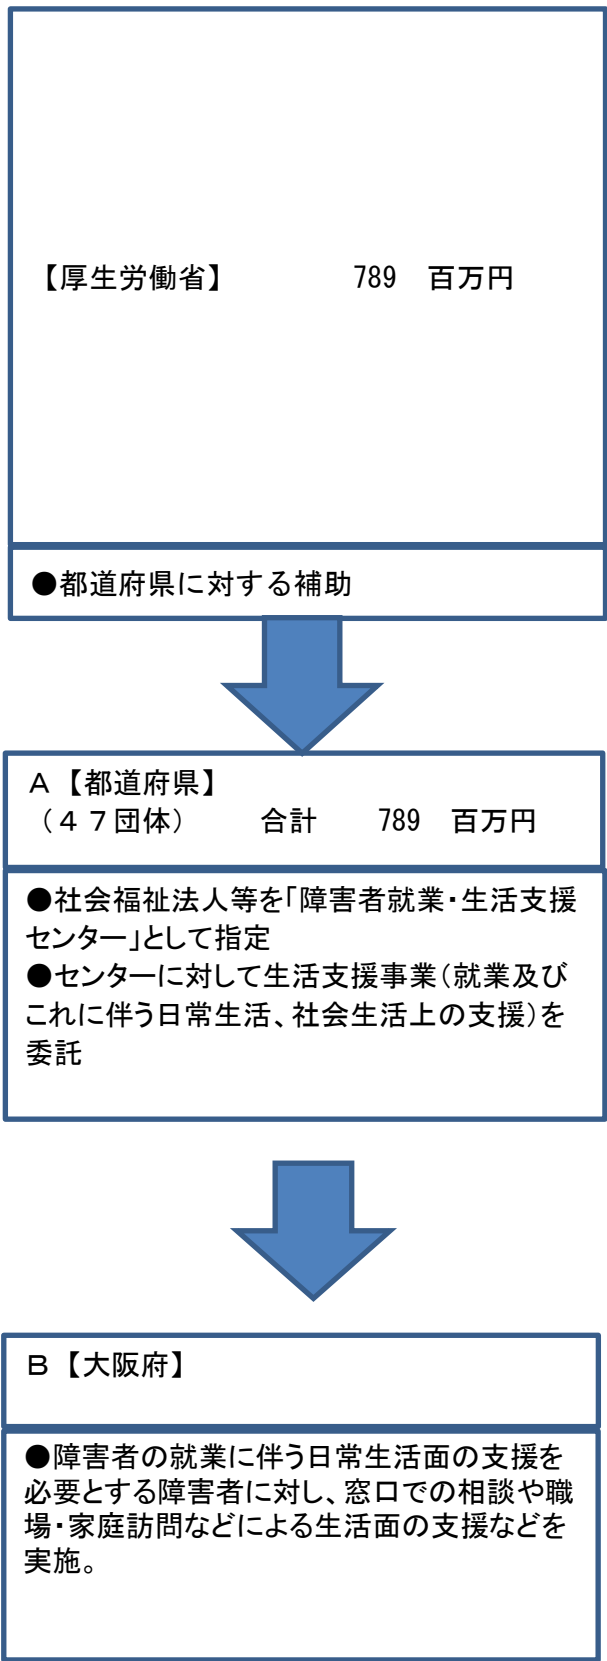 【厚生労働省】　　　　789　百万円
●都道府県に対する補助
Ａ【都道府県】
（４７団体）　　合計　　789　百万円
●社会福祉法人等を「障害者就業・生活支援
センター」として指定
●センターに対して生活支援事業（就業及び
これに伴う日常生活、社会生活上の支援）を
委託
Ｂ【大阪府】
●障害者の就業に伴う日常生活面の支援を
必要とする障害者に対し、窓口での相談や職
場・家庭訪問などによる生活面の支援などを
実施。